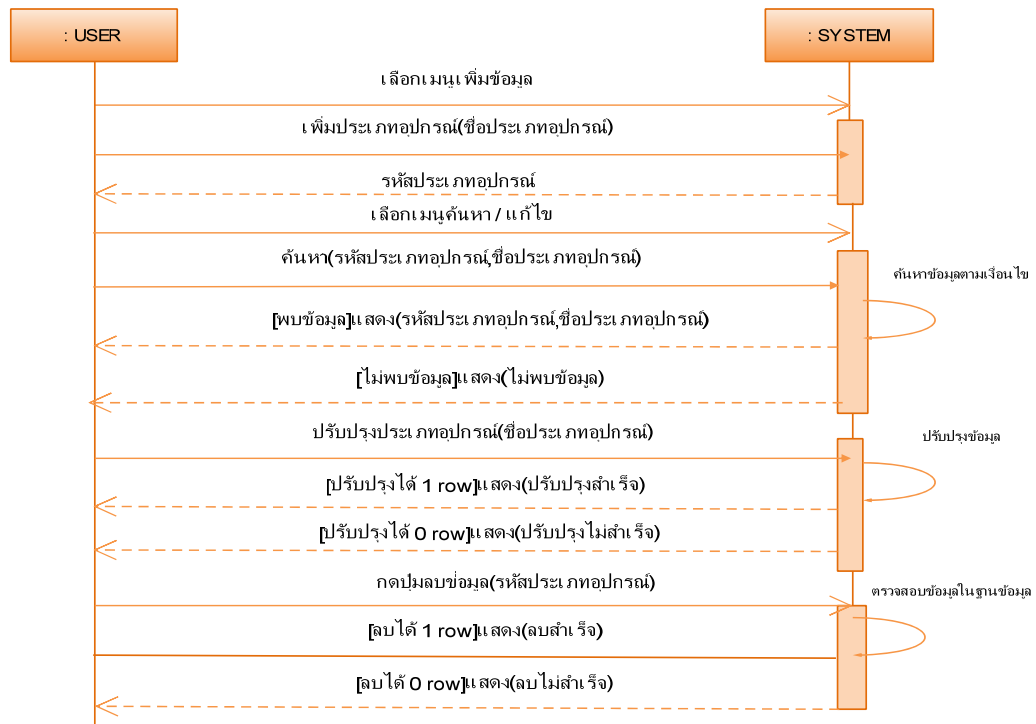 : USER
: SYSTEM
เลือกเมนูเพิ่มข้อมูล
เพิ่มประเภทอุปกรณ์(ชื่อประเภทอุปกรณ์)
รหัสประเภทอุปกรณ์
เลือกเมนูค้นหา / แก้ไข
ค้นหา(รหัสประเภทอุปกรณ์,ชื่อประเภทอุปกรณ์)
ค้นหาข้อมูลตามเงื่อนไข
[พบข้อมูล]แสดง(รหัสประเภทอุปกรณ์,ชื่อประเภทอุปกรณ์)
[ไม่พบข้อมูล]แสดง(ไม่พบข้อมูล)
ปรับปรุงประเภทอุปกรณ์(ชื่อประเภทอุปกรณ์)
ปรับปรุงข้อมูล
[ปรับปรุงได้ 1 row]แสดง(ปรับปรุงสำเร็จ)
[ปรับปรุงได้ 0 row]แสดง(ปรับปรุงไม่สำเร็จ)
กดปุ่มลบข่อมูล(รหัสประเภทอุปกรณ์)
ตรวจสอบข้อมูลในฐานข้อมูล
[ลบได้ 1 row]แสดง(ลบสำเร็จ)
[ลบได้ 0 row]แสดง(ลบไม่สำเร็จ)